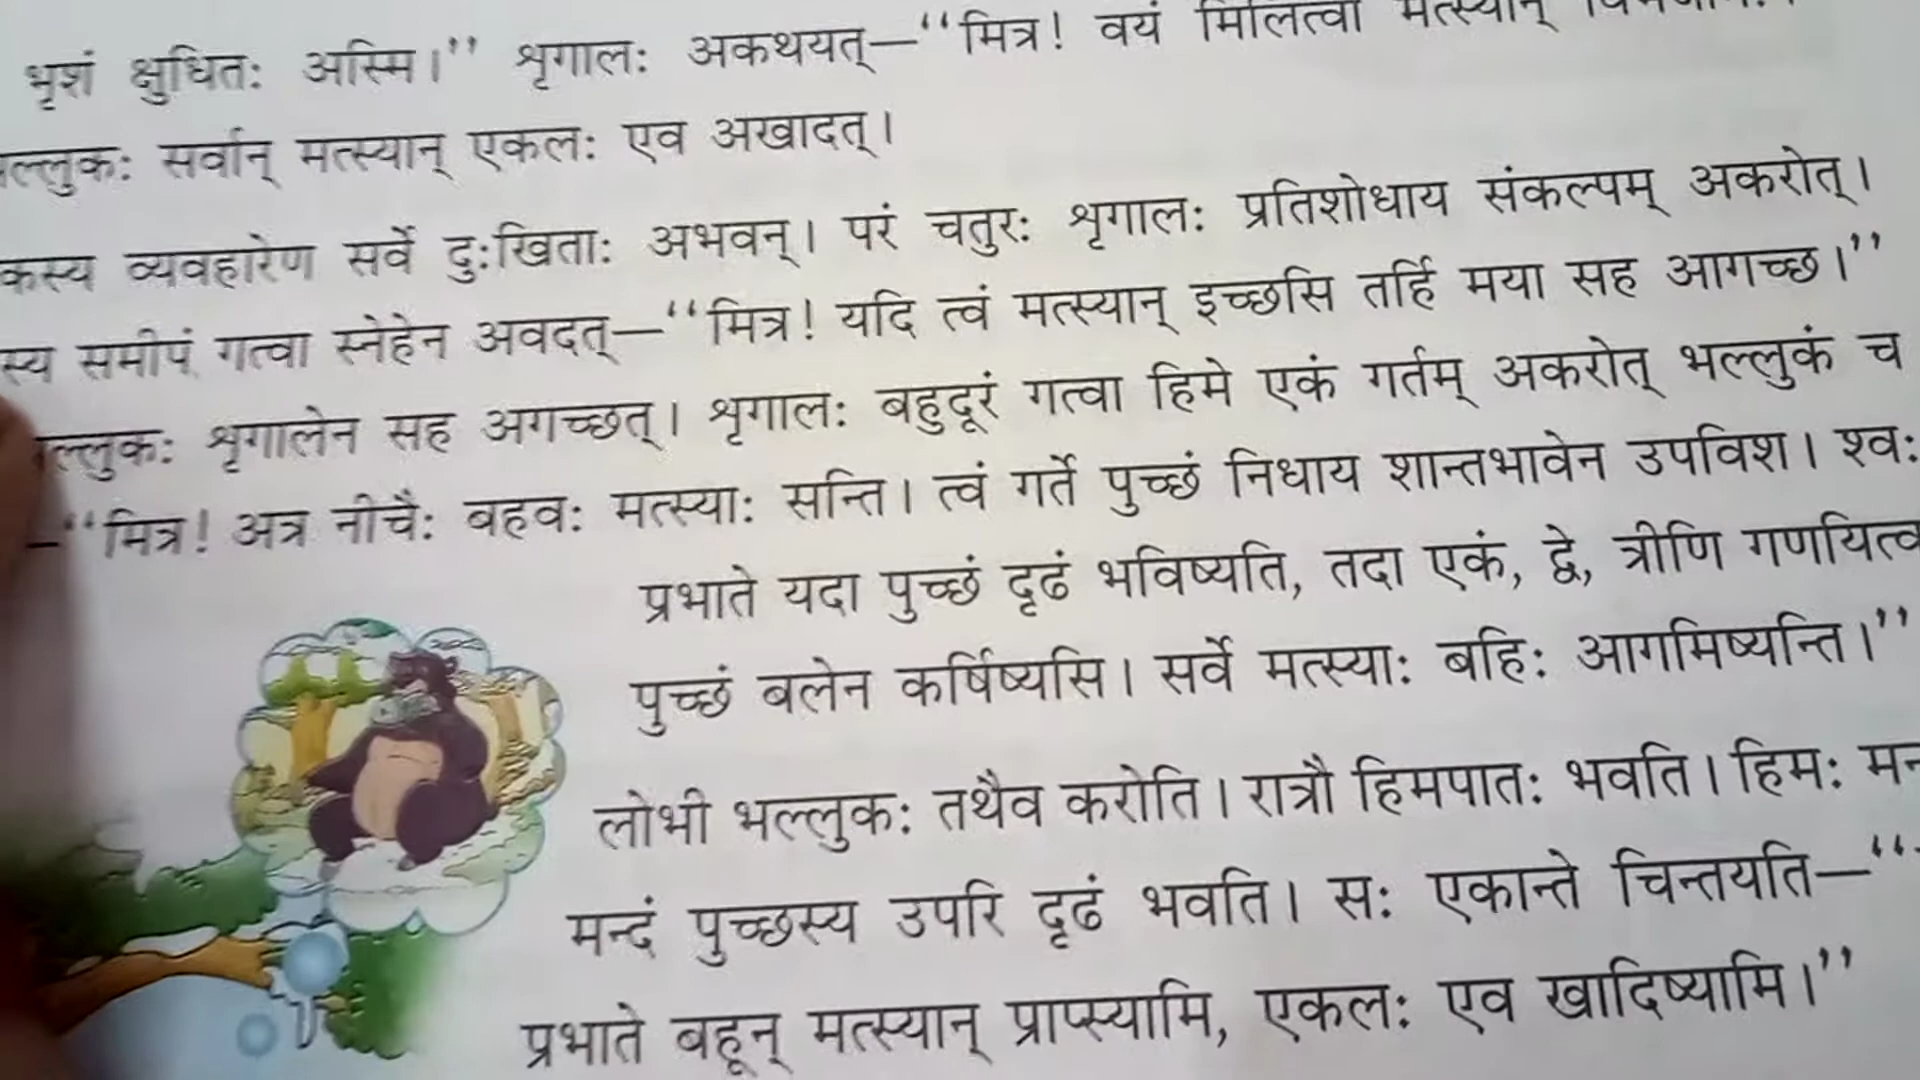 भृशं क्षुधितः अस्मि।” शृगालः अकथयत्—“मित्र! वयं मिलित्वा मत्स्यान्
सर्वान् मत्स्यान् एकलः एव अखादत्।
व्यवहारेण सर्वे दुःखिताः अभवन्। परं चतुरः शृगालः प्रतिशोधाय संकल्पम् अकरोत्।
समीपं गत्वा स्नेहेन अवदत्—“मित्र! यदि त्वं मत्स्यान् इच्छसि तर्हि मया सह आगच्छ।”
शृगालेन सह अगच्छत्। शृगालः बहुदूरं गत्वा हिमे एकं गर्तम् अकरोत् भल्लुकं च
—“मित्र! अत्र नीचैः बहवः मत्स्याः सन्ति। त्वं गर्ते पुच्छं निधाय शान्तभावेन उपविश। श्वः
प्रभाते यदा पुच्छं दृढं भविष्यति, तदा एकं, द्वे, त्रीणि
पुच्छं बलेन कर्षिष्यसि। सर्वे मत्स्याः बहिः आगमिष्यन्ति।”
लोभी भल्लुकः तथैव करोति। रात्रौ हिमपातः भवति। हिमः
मन्दं पुच्छस्य उपरि दृढं भवति। सः एकान्ते चिन्तयति—“
प्रभाते बहून् मत्स्यान् प्राप्स्यामि, एकलः एव खादिष्यामि।”